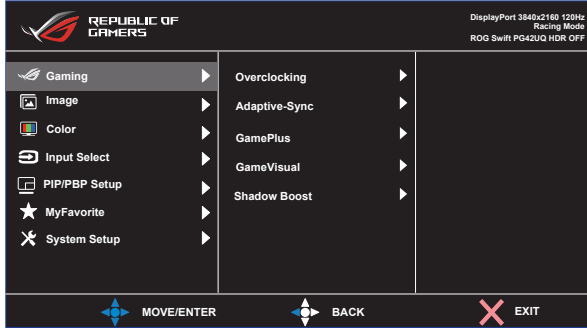 REPUBLIC OF
GAMERS
DisplayPort 3840x2160 120Hz
Racing Mode
ROG Swift PG42UQ HDR OFF
Gaming
Image
Color
Input Select
PIP/PBP Setup
MyFavorite
System Setup
Overclocking
Adaptive-Sync
GamePlus
GameVisual
Shadow Boost
MOVE/ENTER
BACK
EXIT